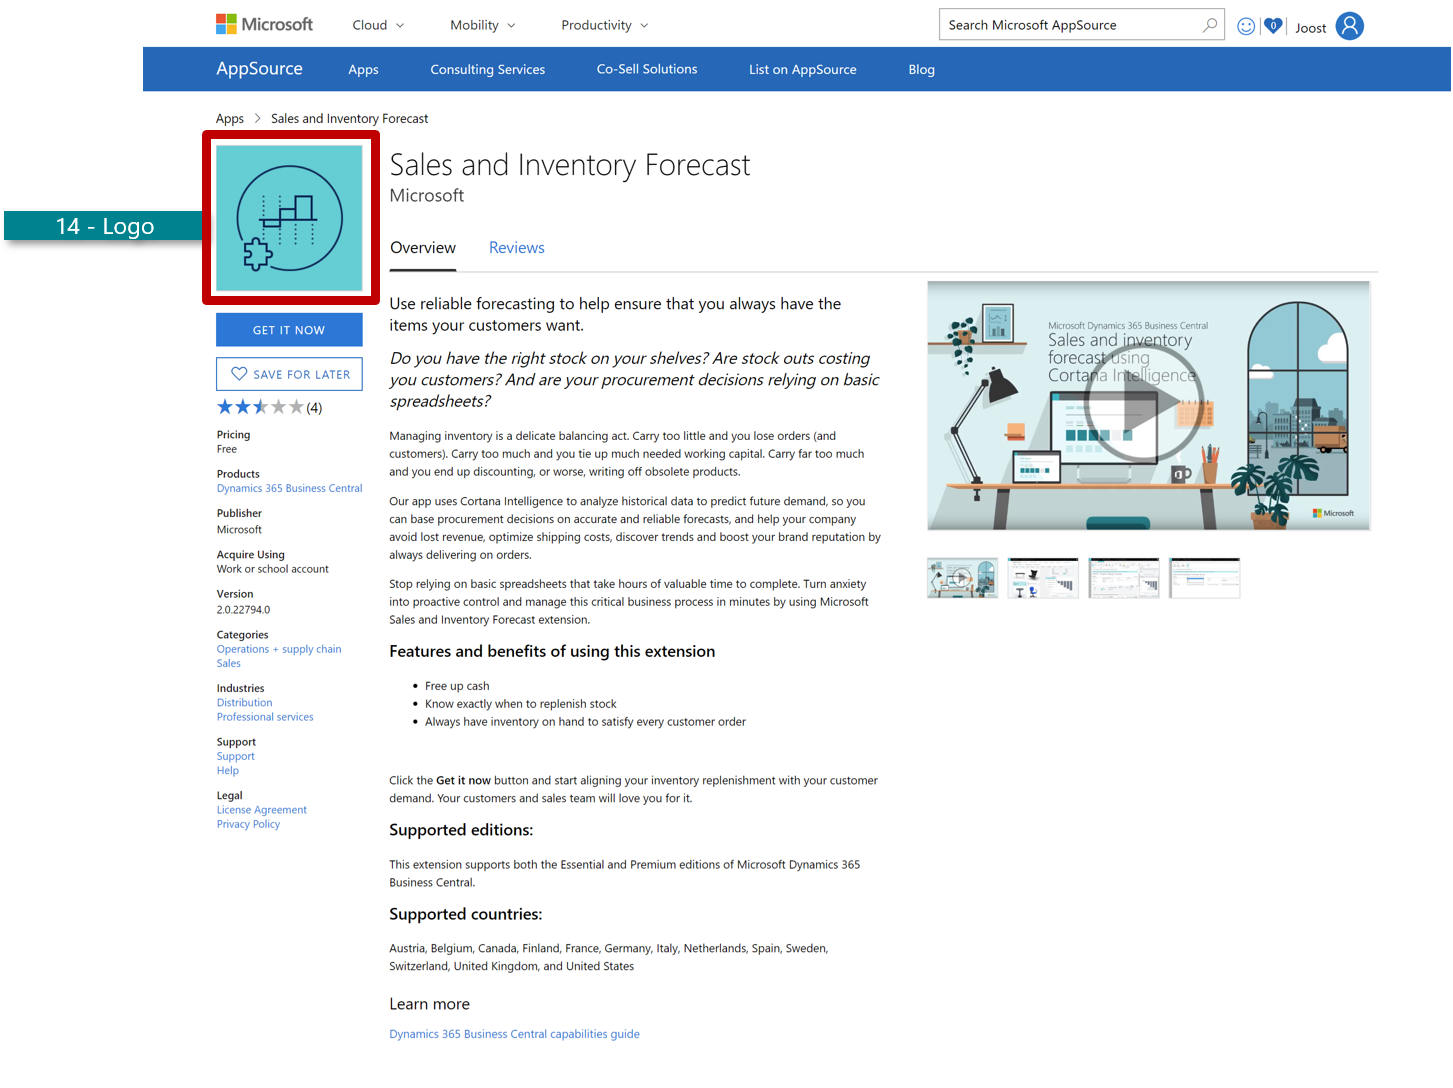 Microsoft Cloud Mobility Productivity Search Microsoft AppSource 0 Joost
AppSource Apps Consulting Services Co-Sell Solutions List on AppSource Blog
Apps > Sales and Inventory Forecast
14 - Logo
Sales and Inventory Forecast
Microsoft
Overview Reviews
GET IT NOW
SAVE FOR LATER
(4)
Pricing
Free
Products
Dynamics 365 Business Central
Publisher
Microsoft
Acquire Using
Work or school account
Version
2.0.22794.0
Categories
Operations + supply chain
Sales
Industries
Distribution
Professional services
Support
Support
Help
Legal
License Agreement
Privacy Policy
Use reliable forecasting to help ensure that you always have the
items your customers want.
Do you have the right stock on your shelves? Are stock outs costing
you customers? And are your procurement decisions relying on basic
spreadsheets?
Managing inventory is a delicate balancing act. Carry too little and you lose orders (and
customers). Carry too much and you tie up much needed working capital. Carry far too much
and you end up discounting, or worse, writing off obsolete products.
Our app uses Cortana Intelligence to analyze historical data to predict future demand, so you
can base procurement decisions on accurate and reliable forecasts, and help your company
avoid lost revenue, optimize shipping costs, discover trends and boost your brand reputation by
always delivering on orders.
Stop relying on basic spreadsheets that take hours of valuable time to complete. Turn anxiety
into proactive control and manage this critical business process in minutes by using Microsoft
Sales and Inventory Forecast extension.
Features and benefits of using this extension
• Free up cash
• Know exactly when to replenish stock
• Always have inventory on hand to satisfy every customer order
Click the Get it now button and start aligning your inventory replenishment with your customer
demand. Your customers and sales team will love you for it.
Supported editions:
This extension supports both the Essential and Premium editions of Microsoft Dynamics 365
Business Central.
Supported countries:
Austria, Belgium, Canada, Finland, France, Germany, Italy, Netherlands, Spain, Sweden,
Switzerland, United Kingdom, and United States
Learn more
Dynamics 365 Business Central capabilities guide
Microsoft Dynamics 365 Business Central
Sales and inventory
forecast using
Cortana Intelligence
Microsoft